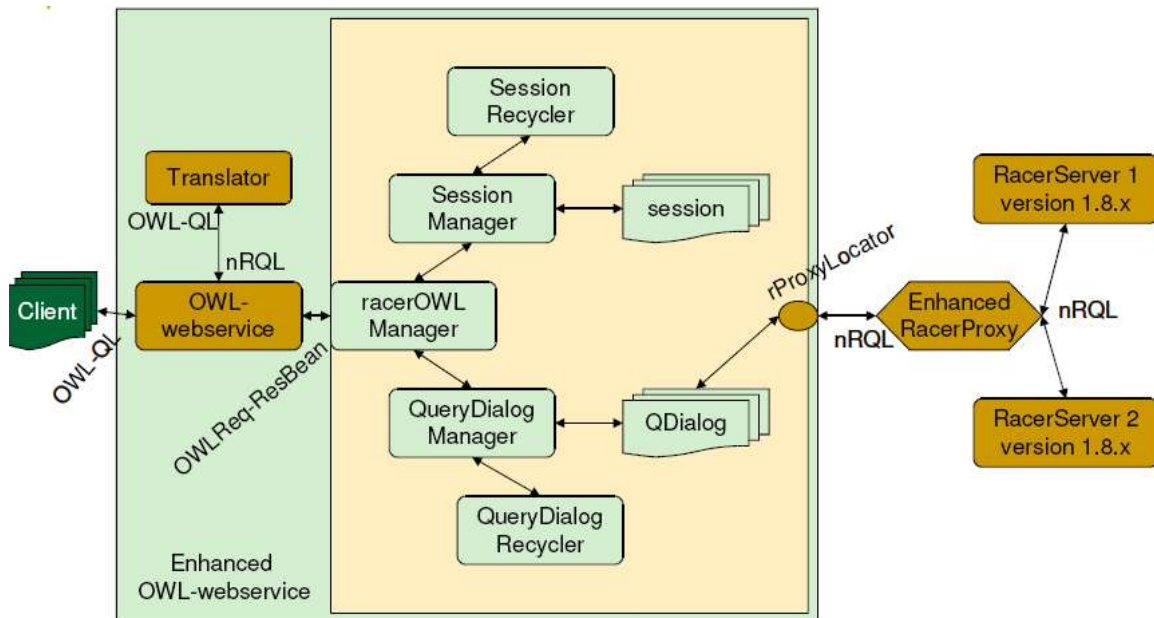 Session
Recycler
Translator
OWL-QL
nRQL
Session
Manager
session
RacerServer 1
version 1.8.x
Client
OWL-QL
OWL-
webservice
OWLReq-ResBean
racerOWL
Manager
rProxyLocator
nRQL
Enhanced
RacerProxy
nRQL
QueryDialog
Manager
QDialog
RacerServer 2
version 1.8.x
QueryDialog
Recycler
Enhanced
OWL-webservice